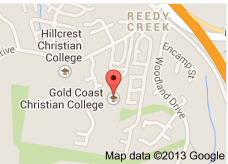 REEDY
CREEK
Hillcrest
Christian
College
Encamp St
Woodland Drive
Gold Coast
Christian College
Map data ©2013 Google